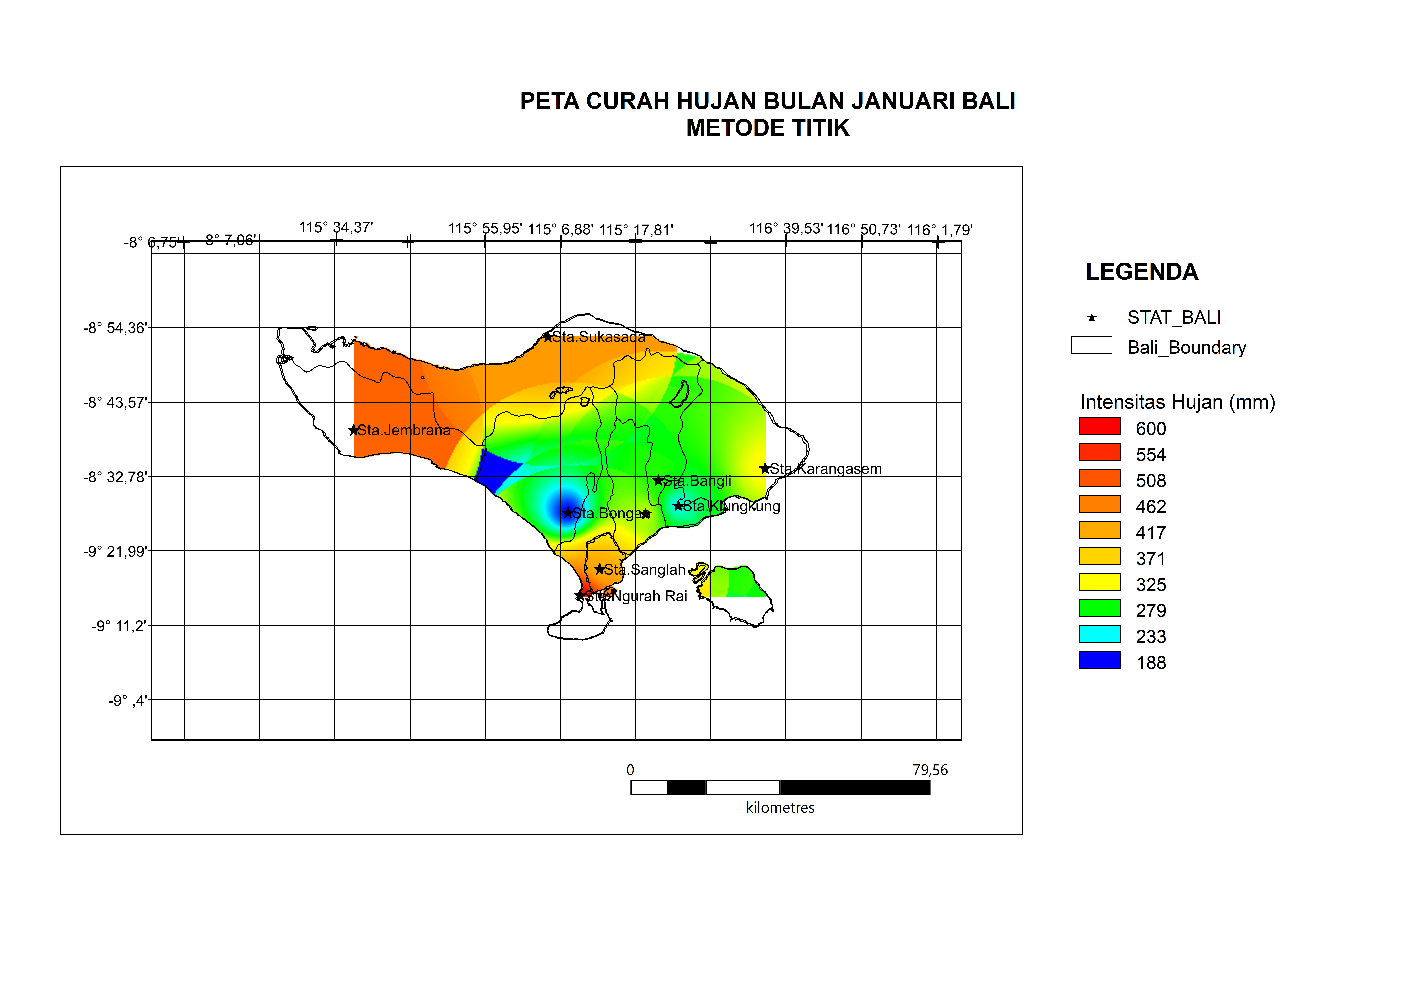 PETA CURAH HUJAN BULAN JANUARI BALI
METODE TITIK
115° 34,37' 115° 55,95' 115° 6,88' 115° 17,81' 116° 39,53' 116° 50,73' 116° 1,79'
-8° 6,75' 8° 7,06'
-8° 54,36'
Sta.Sukasada
-8° 43,57'
Sta.Jembrana
-8° 32,78'
Sta.Karangasem
Sta.Bangli
Sta.Klungkung
Sta.Bongan
-9° 21,99'
Sta.Sanglah
Sta.Ngurah Rai
-9° 11,2'
-9° ,4'
0 79,56
kilometres
LEGENDA
STAT_BALI
Bali_Boundary
Intensitas Hujan (mm)
600
554
508
462
417
371
325
279
233
188